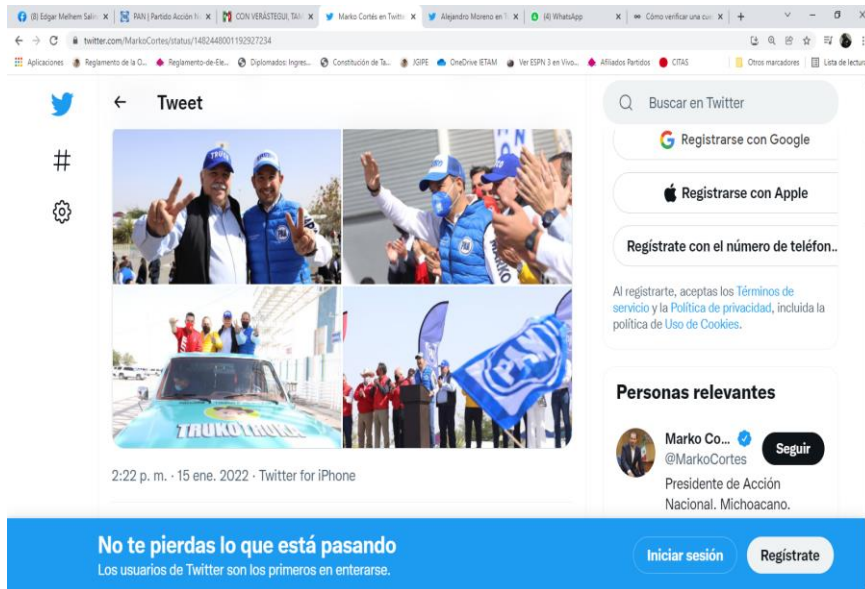 (8) Edgar Melhem Salin
PAN | Partido Acción N
CON VERÁSTEGUI, TAM
Marko Cortés en Twitte
Alejandro Moreno en T
(4) WhatsApp
Cómo verificar una cue
twitter.com/MarkoCortes/status/1482448001192927234
Aplicaciones
Reglamento de la O...
Reglamento-de-Ele...
Diplomados: Ingres...
Constitución de Ta...
JGIPE
OneDrive IETAM
Ver ESPN 3 en Vivo...
Afiliados Partidos
CITAS
Otros marcadores
Lista de lectura
Tweet
TRUCO
PAN
MARKO
TRUKOTRUKA
PAN
2:22 p. m. · 15 ene. 2022 · Twitter for iPhone
Buscar en Twitter
Registrarse con Google
Registrarse con Apple
Regístrate con el número de teléfon...
Al registrarte, aceptas los Términos de
servicio y la Política de privacidad, incluida la
política de Uso de Cookies.
Personas relevantes
Marko Co...
@MarkoCortes
Seguir
Presidente de Acción
Nacional. Michoacano.
No te pierdas lo que está pasando
Los usuarios de Twitter son los primeros en enterarse.
Iniciar sesión
Regístrate